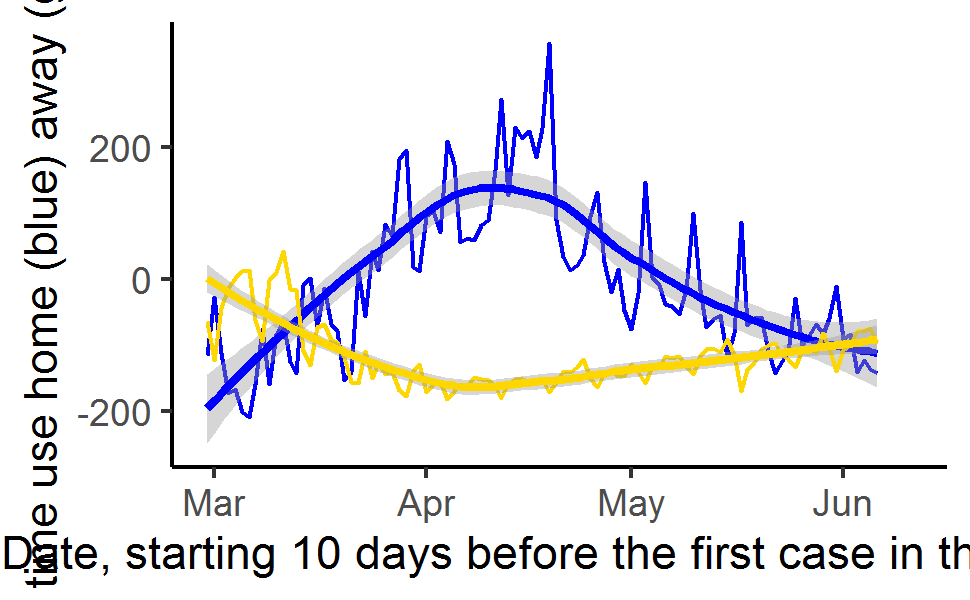 time use home (blue) away (
200
0
-200
Mar Apr May Jun
Date, starting 10 days before the first case in th